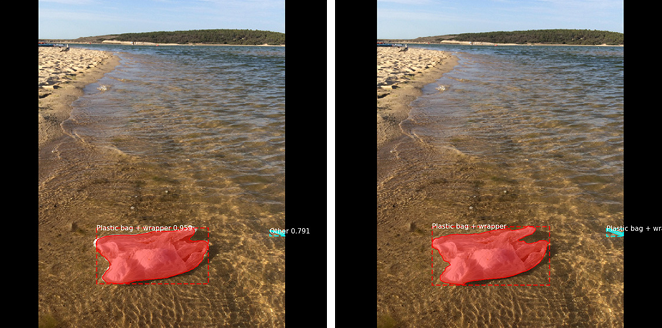 Plastic bag + wrapper 0.959
Other 0.791
Plastic bag + wrapper
Plastic bag + wr